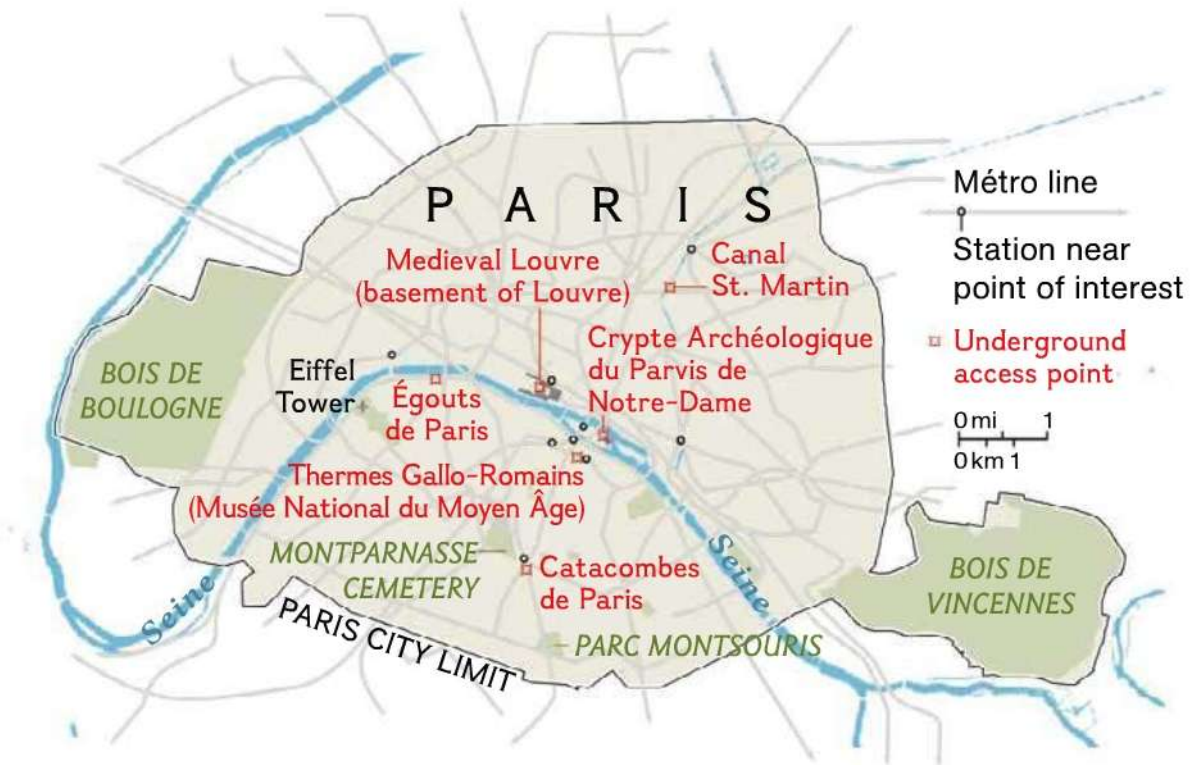 PARIS
Medieval Louvre
(basement of Louvre)
Canal
St. Martin
Crypte Archéologique
du Parvis de
Notre-Dame
Eiffel
Tower
Égouts
de Paris
Thermes Gallo-Romains
(Musée National du Moyen Âge)
BOIS DE
BOULOGNE
MONTPARNASSE
CEMETERY
Catacombes
de Paris
PARC MONTSOURIS
PARIS CITY LIMIT
Seine
Seine
BOIS DE
VINCENNES
Métro line
Station near
point of interest
Underground
access point
0 mi 1
0 km 1